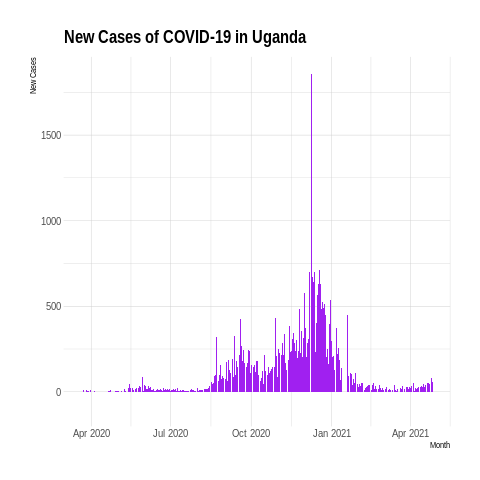 New Cases of COVID-19 in Uganda
New Cases
1500
1000
500
0
Apr 2020 Jul 2020 Oct 2020 Jan 2021 Apr 2021
Month